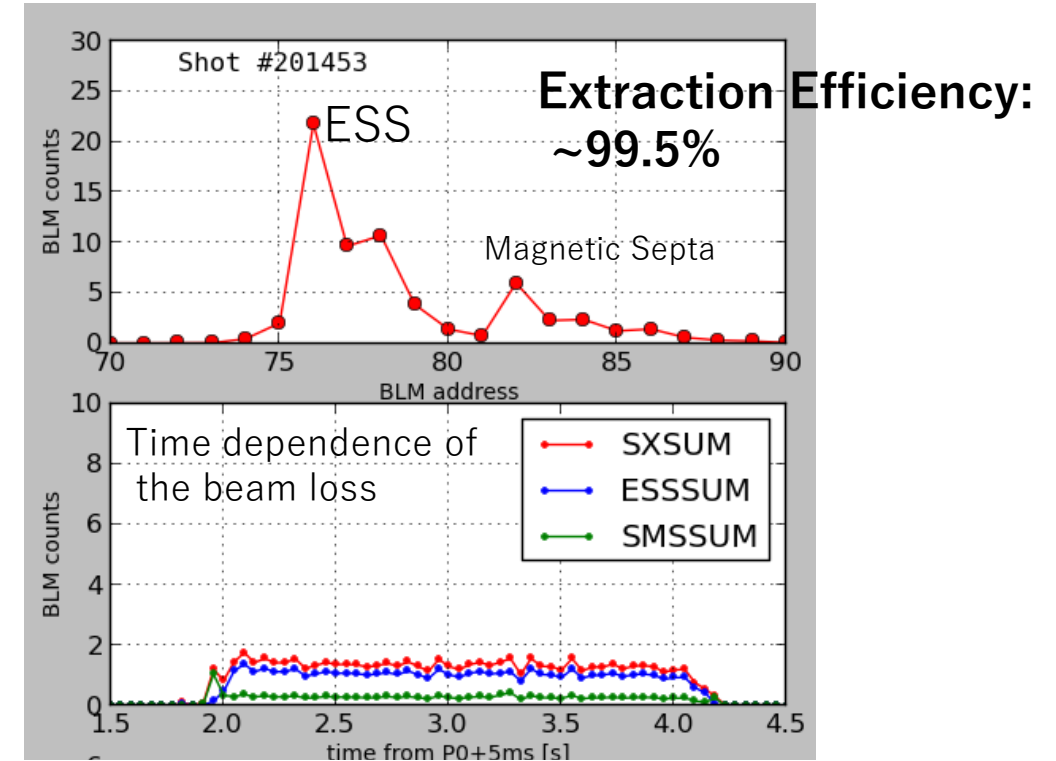 30
Shot #201453
Extraction Efficiency:
~99.5%
25
ESS
20
15
10
Magnetic Septa
5
0
BLM counts
70 75 80 85 90
BLM address
10
Time dependence of
the beam loss
SXSUM
ESSSUM
SMSSUM
8
6
4
2
0
BLM counts
1.5 2.0 2.5 3.0 3.5 4.0 4.5
time from P0+5ms [s]